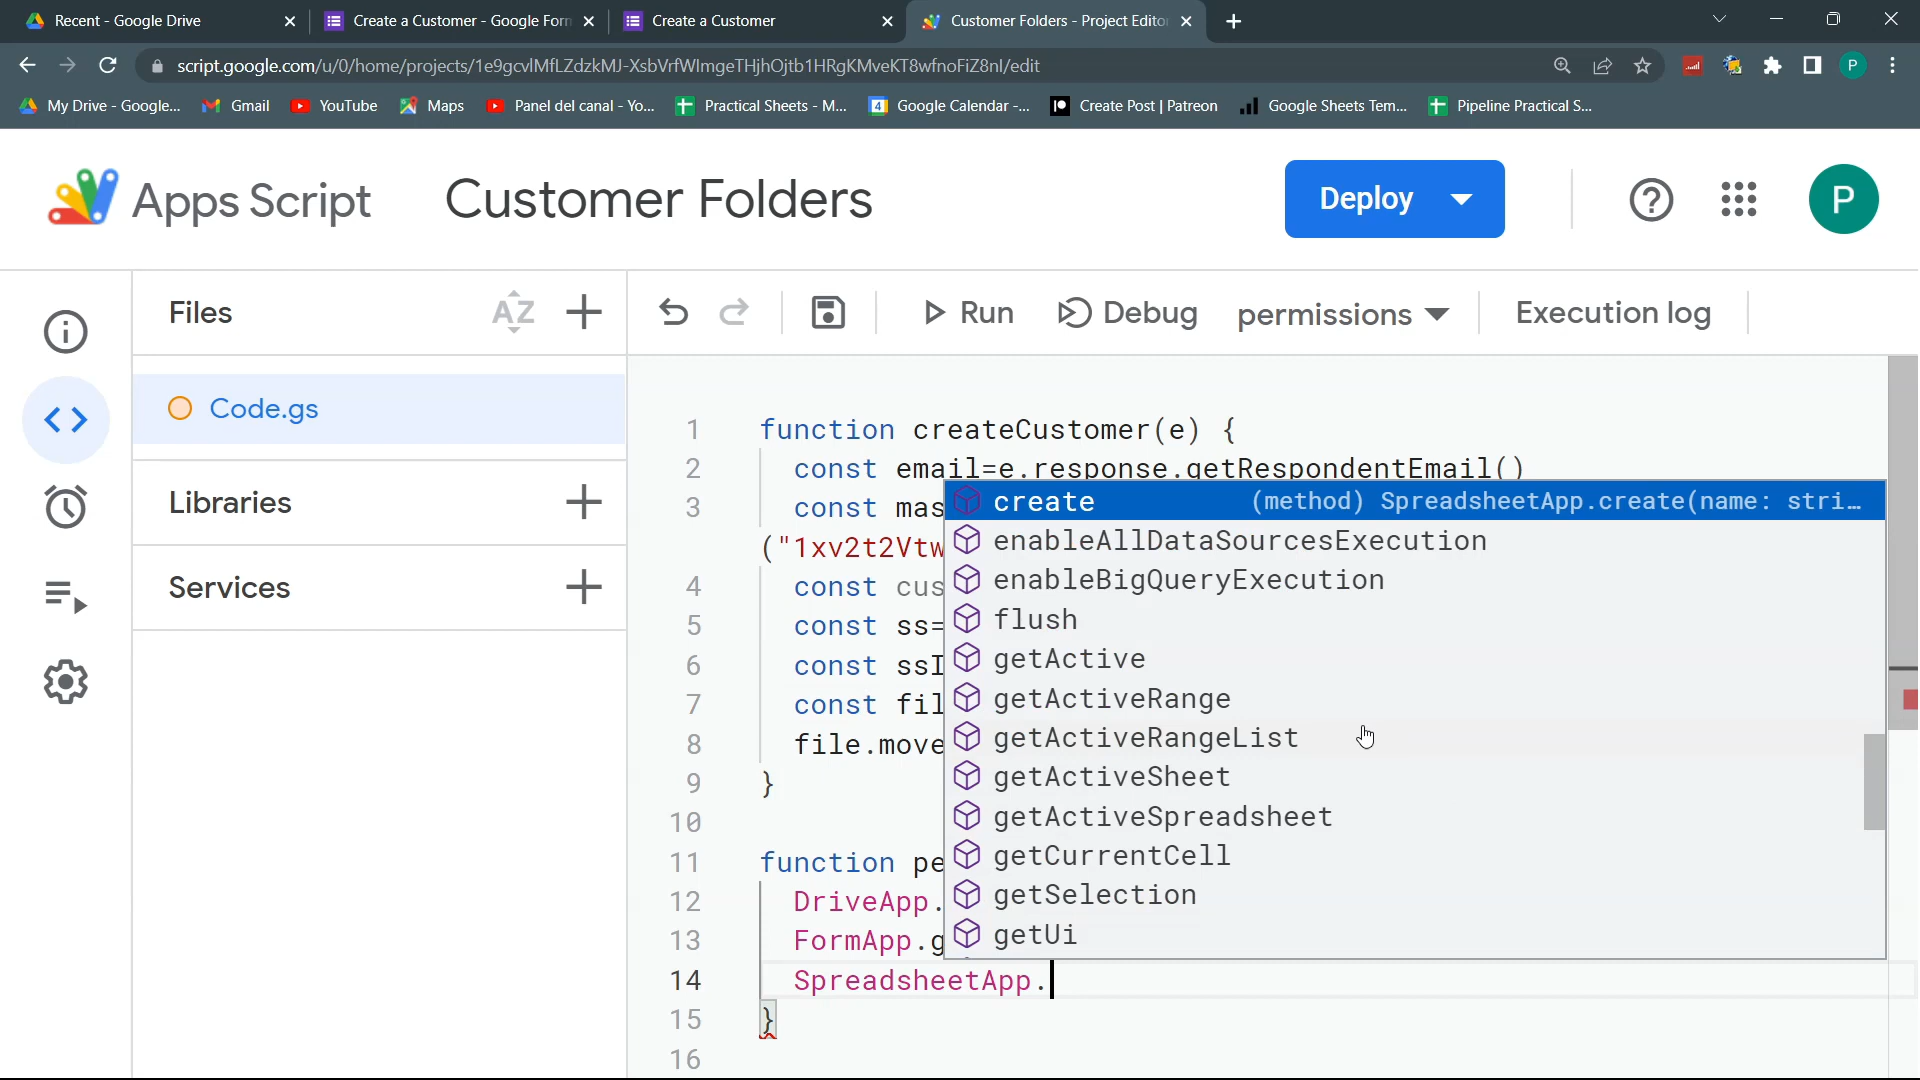 Recent - Google Drive
Create a Customer - Google Form
Create a Customer
Customer Folders - Project Editor
script.google.com/u/0/home/projects/1e9gcvlMfLZdzkMJ-XsbVrfWlmgeTHjhOjtb1HRgKMveKT8wfnoFiZ8nl/edit
P
My Drive - Google...
Gmail
YouTube
Maps
Panel del canal - Yo...
Practical Sheets - M...
4
Google Calendar -...
Create Post | Patreon
Google Sheets Tem...
Pipeline Practical S...
Apps Script
Customer Folders
Deploy
P
Files
AZ
Run
Debug
permissions
Execution log
Code.gs
Libraries
Services
1 function createCustomer(e) {
2 const email=e.response.getRespondentEmail()
3 const mas
("1xv2t2Vtw
4 const cus
5 const ss=
6 const ssI
7 const fil
8 file.move
9 }
10
11 function pe
12 DriveApp.
13 FormApp.g
14 SpreadsheetApp.
15 }
16
create (method) SpreadsheetApp.create(name: stri…
enableAllDataSourcesExecution
enableBigQueryExecution
flush
getActive
getActiveRange
getActiveRangeList
getActiveSheet
getActiveSpreadsheet
getCurrentCell
getSelection
getUi